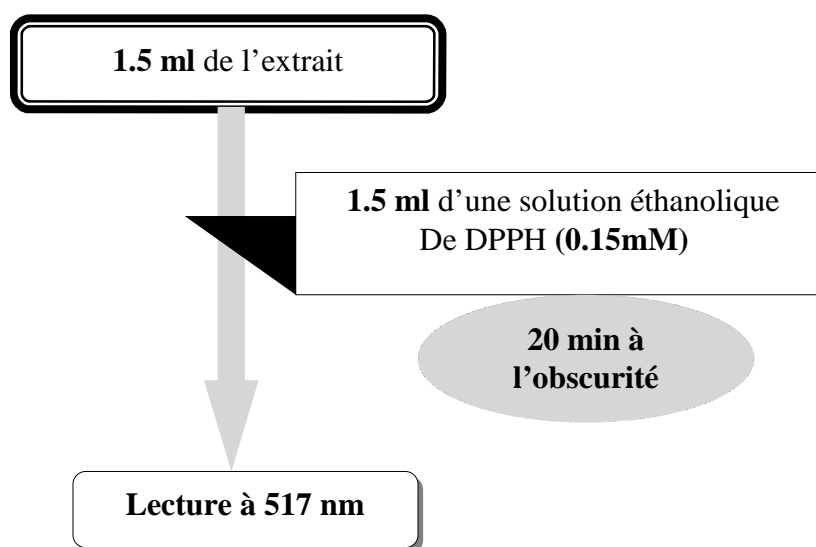 1.5 ml de l’extrait
1.5 ml d’une solution éthanolique
De DPPH (0.15mM)
20 min à
l’obscurité
Lecture à 517 nm